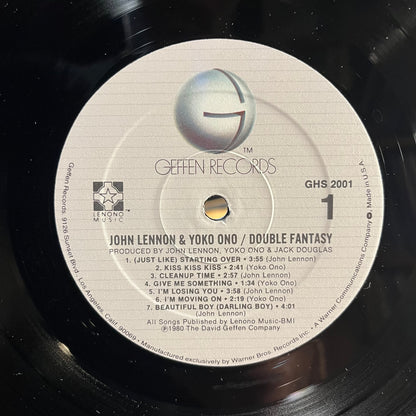 G
TM
GEFFEN RECORDS
GHS 2001
LENONO
MUSIC
1
JOHN LENNON & YOKO ONO / DOUBLE FANTASY
PRODUCED BY JOHN LENNON, YOKO ONO & JACK DOUGLAS
1. (JUST LIKE) STARTING OVER • 3:55 (John Lennon)
2. KISS KISS KISS • 2:41 (Yoko Ono)
3. CLEANUP TIME • 2:57 (John Lennon)
4. GIVE ME SOMETHING • 1:34 (Yoko Ono)
5. I'M LOSING YOU • 3:58 (John Lennon)
6. I'M MOVING ON • 2:19 (Yoko Ono)
7. BEAUTIFUL BOY (DARLING BOY) • 4:01
(John Lennon)
All Songs Published by Lenono Music-BMI
℗1980 The David Geffen Company
Geffen Records, 9126 Sunset Blvd., Los Angeles, Calif. 90069 • Manufactured exclusively by Warner Bros. Records Inc., a Warner Communications Company. Made in U.S.A.